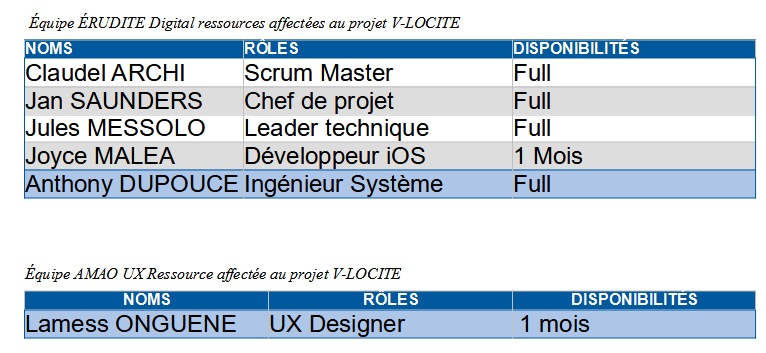 Équipe ÉRUDITE Digital ressources affectées au projet V-LOCITE
NOMS RÔLES DISPONIBILITÉS
Claudel ARCHI Scrum Master Full
Jan SAUNDERS Chef de projet Full
Jules MESSOLO Leader technique Full
Joyce MALEA Développeur iOS 1 Mois
Anthony DUPOUCE Ingénieur Système Full
Équipe AMAO UX Ressource affectée au projet V-LOCITE
NOMS RÔLES DISPONIBILITÉS
Lamess ONGUENE UX Designer 1 mois